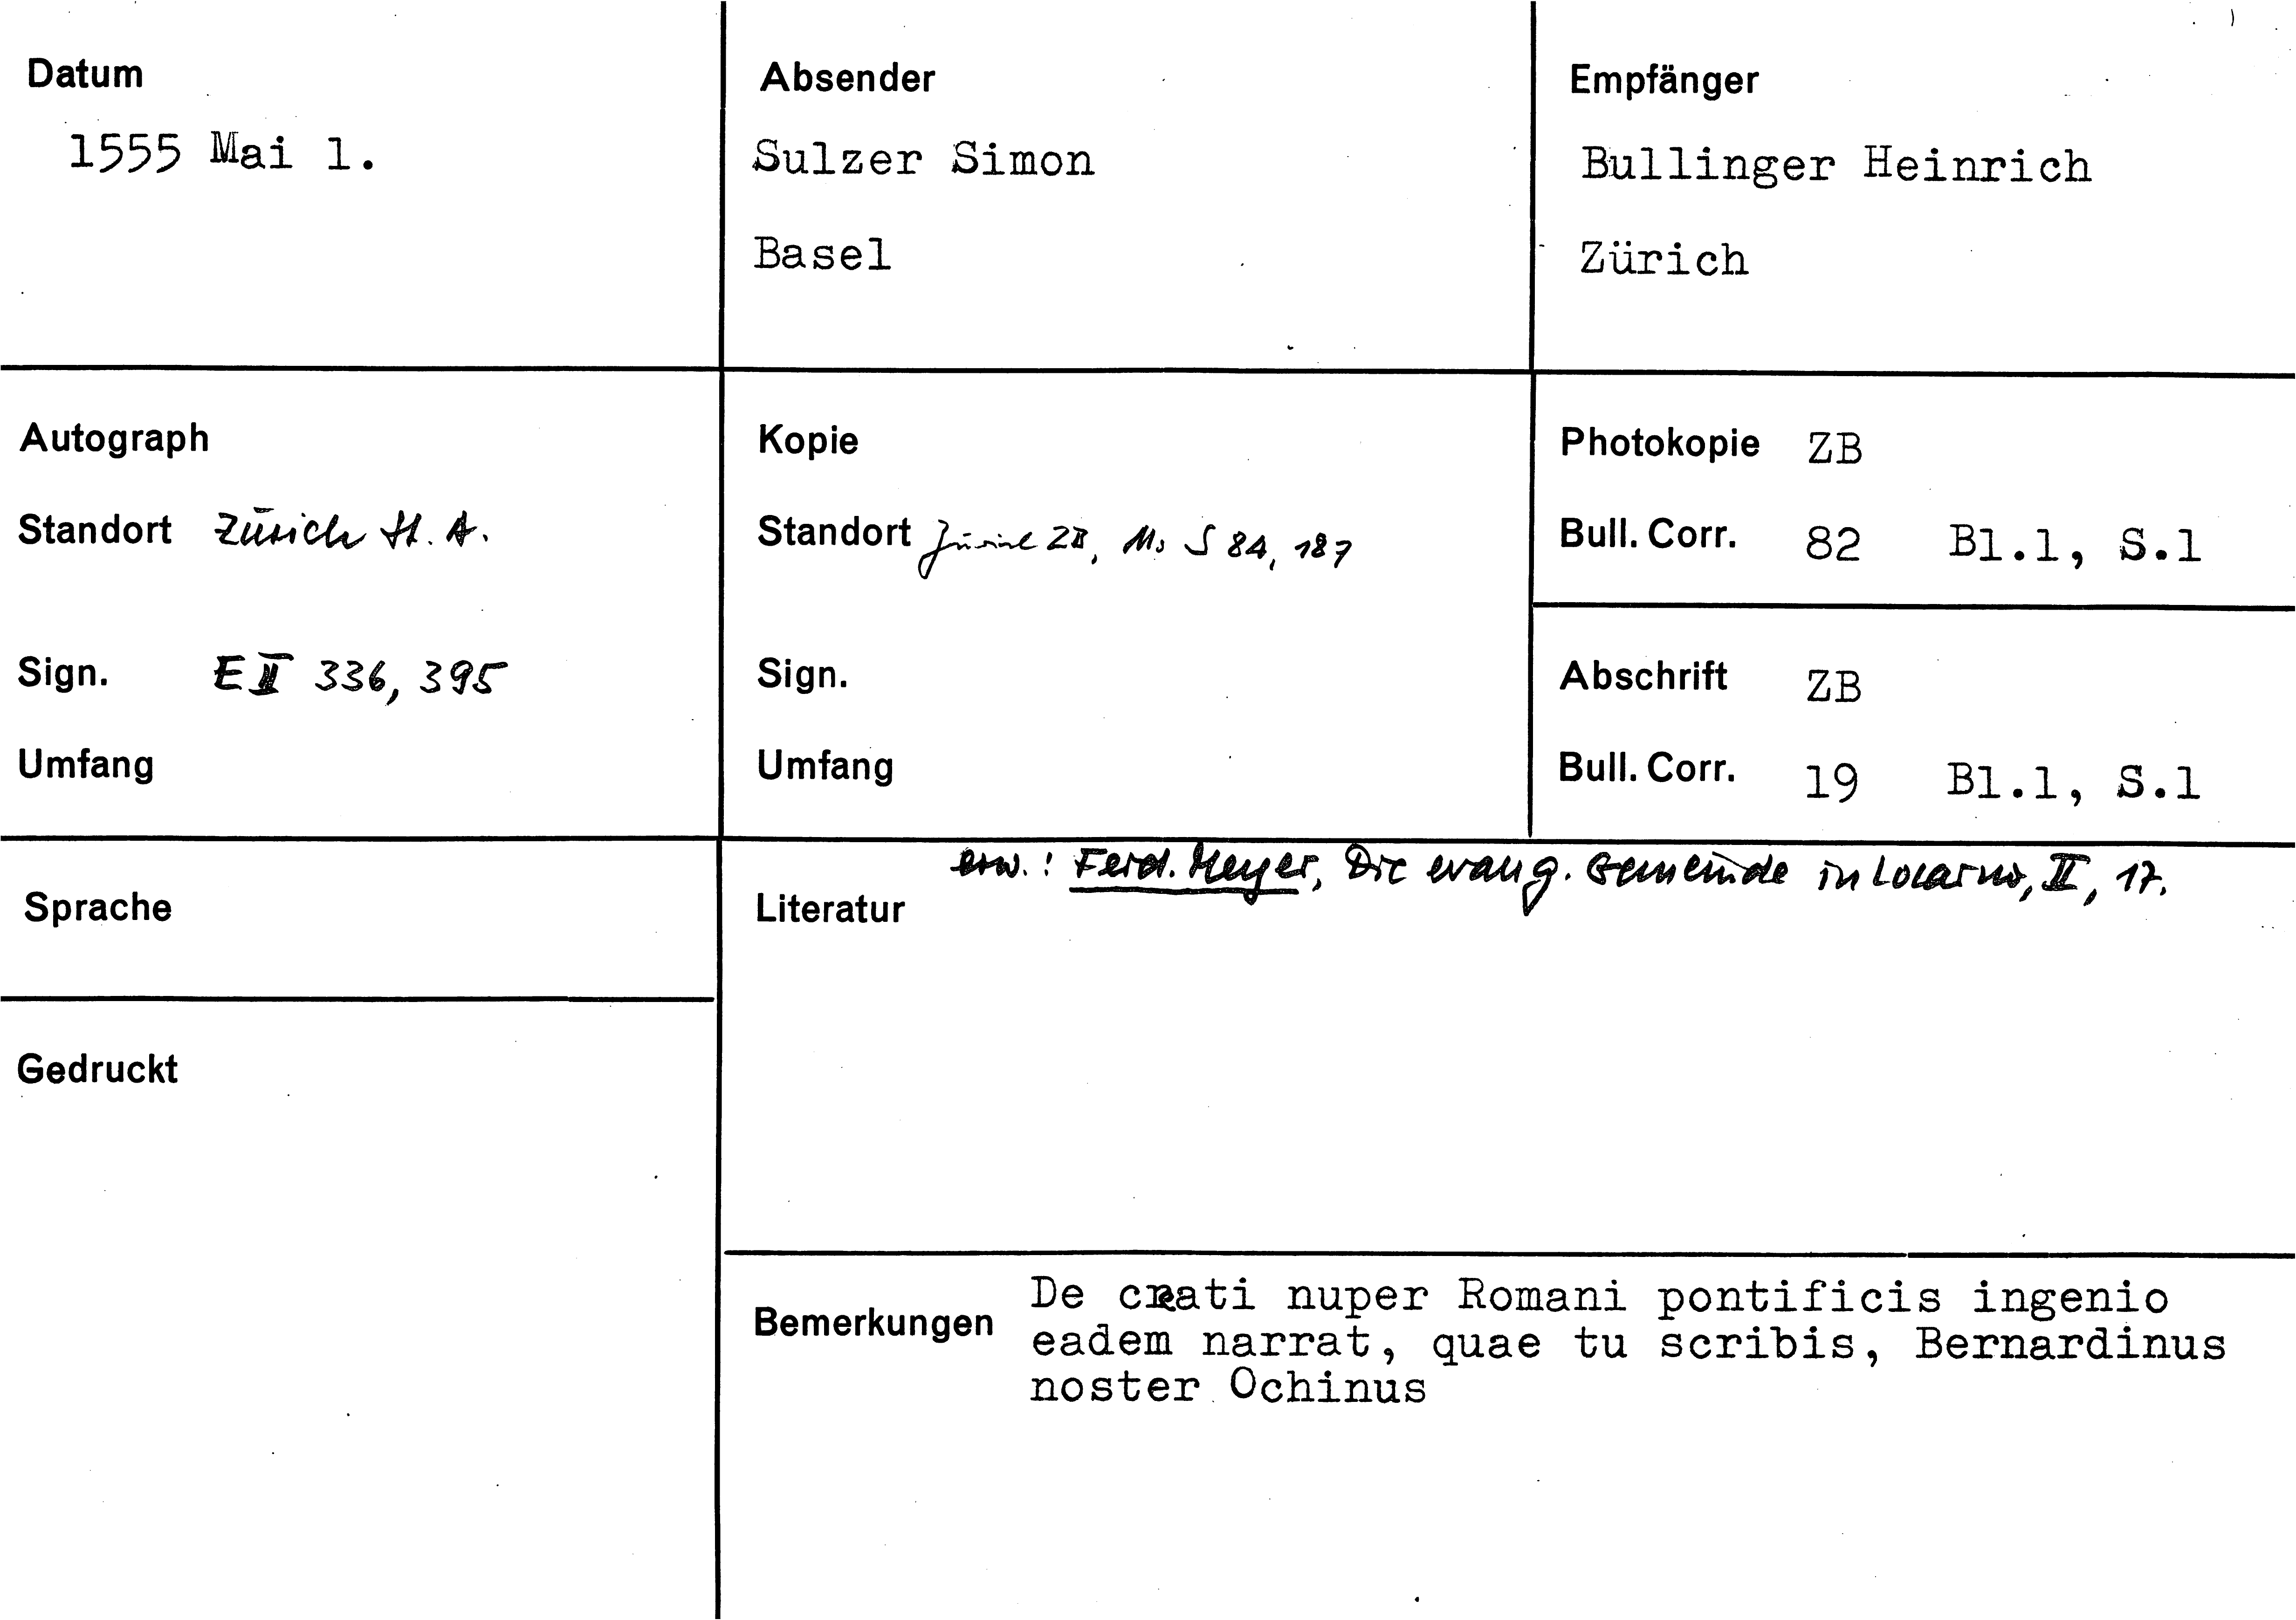 Datum
1555 Mai 1.
Absender
Sulzer Simon
Basel
Empfänger
Bullinger Heinrich
Zürich
Autograph
Standort Zürich St. A.
Sign. E II 336, 395
Umfang
Kopie
Standort Zürich ZB, Ms S 84, 187
Sign.
Umfang
Photokopie ZB
Bull. Corr. 82 Bl.1, S.1
Abschrift ZB
Bull. Corr. 19 Bl.1, S.1
Sprache
Gedruckt
erw.: Ferd. Meyer, Die evang. Gemeinde in Locarno, II, 17.
Literatur
Bemerkungen
De creati nuper Romani pontificis ingenio
eadem narrat, quae tu scribis, Bernardinus
noster Ochinus